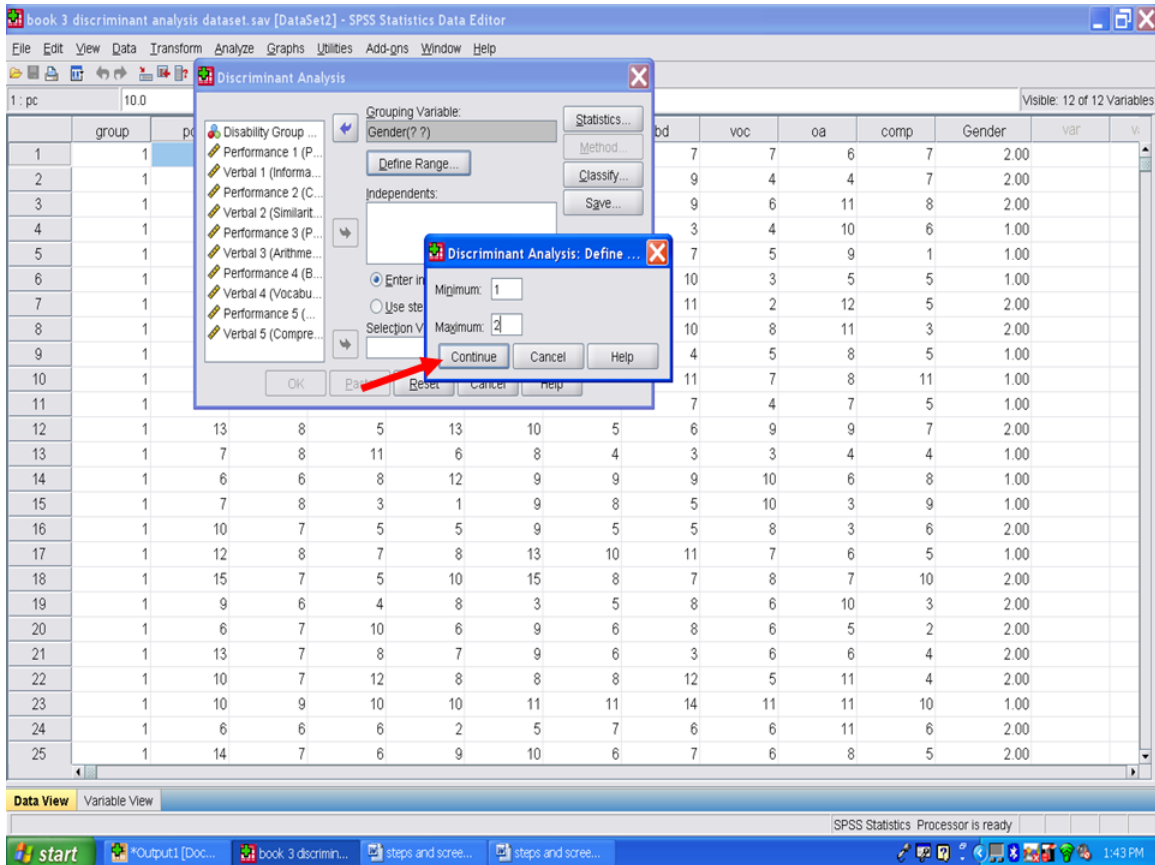 book 3 discriminant analysis dataset.sav [DataSet2] - SPSS Statistics Data Editor
File Edit View Data Transform Analyze Graphs Utilities Add-ons Window Help
1 : pc 10.0 Visible: 12 of 12 Variables
Discriminant Analysis
Grouping Variable:
Gender(? ?)
Define Range...
Independents:
Disability Group ...
Performance 1 (P...
Verbal 1 (Informa...
Performance 2 (C...
Verbal 2 (Similarit...
Performance 3 (P...
Verbal 3 (Arithme...
Performance 4 (B...
Verbal 4 (Vocabu...
Performance 5 (...
Verbal 5 (Compre...
Statistics...
Method...
Classify...
Save...
Enter in
Use ste
Selection V
OK Past Reset Cancel Help
Discriminant Analysis: Define ...
Minimum: 1
Maximum: 2
Continue Cancel Help
group pc bd voc oa comp Gender var va
1 1 7 7 6 7 2.00
2 1 9 4 4 7 2.00
3 1 9 6 11 8 2.00
4 1 3 4 10 6 1.00
5 1 7 5 9 1 1.00
6 1 10 3 5 5 1.00
7 1 11 2 12 5 2.00
8 1 10 8 11 3 2.00
9 1 4 5 8 5 1.00
10 1 11 7 8 11 1.00
11 1 7 4 7 5 1.00
12 1 13 8 5 13 10 5 6 9 9 7 2.00
13 1 7 8 11 6 8 4 3 3 4 4 1.00
14 1 6 6 8 12 9 9 9 10 6 8 1.00
15 1 7 8 3 1 9 8 5 10 3 9 1.00
16 1 10 7 5 5 9 5 5 8 3 6 2.00
17 1 12 8 7 8 13 10 11 7 6 5 1.00
18 1 15 7 5 10 15 8 7 8 7 10 2.00
19 1 9 6 4 8 3 5 8 6 10 3 2.00
20 1 6 7 10 6 9 6 8 6 5 2 2.00
21 1 13 7 8 7 9 6 3 6 6 4 2.00
22 1 10 7 12 8 8 8 12 5 11 4 2.00
23 1 10 9 10 10 11 11 14 11 11 10 1.00
24 1 6 6 6 2 5 7 6 6 11 6 2.00
25 1 14 7 6 9 10 6 7 6 8 5 2.00
Data View Variable View
SPSS Statistics Processor is ready
start *Output1 [Doc... book 3 discrimin... steps and scree... steps and scree... 1:43 PM